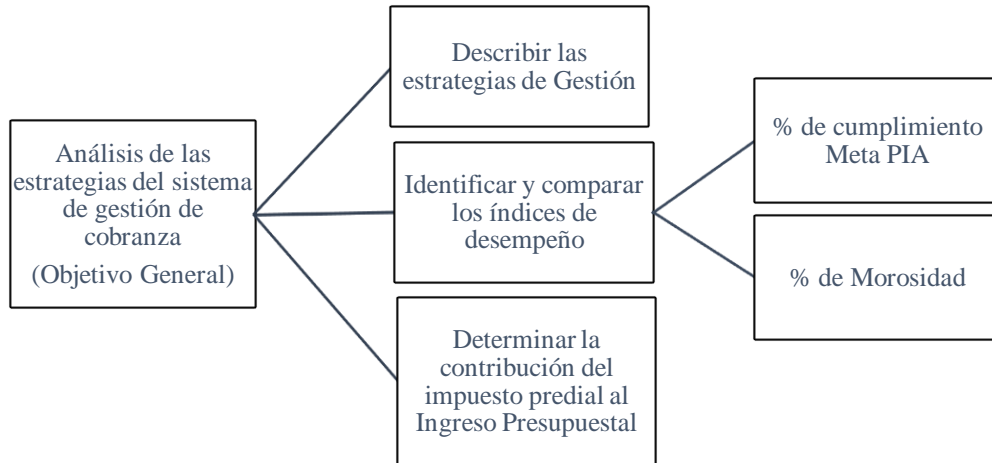 Describir las
estrategias de Gestión
Análisis de las
estrategias del sistema
de gestión de
cobranza
(Objetivo General)
Identificar y comparar
los índices de
desempeño
% de cumplimiento
Meta PIA
% de Morosidad
Determinar la
contribución del
impuesto predial al
Ingreso Presupuestal